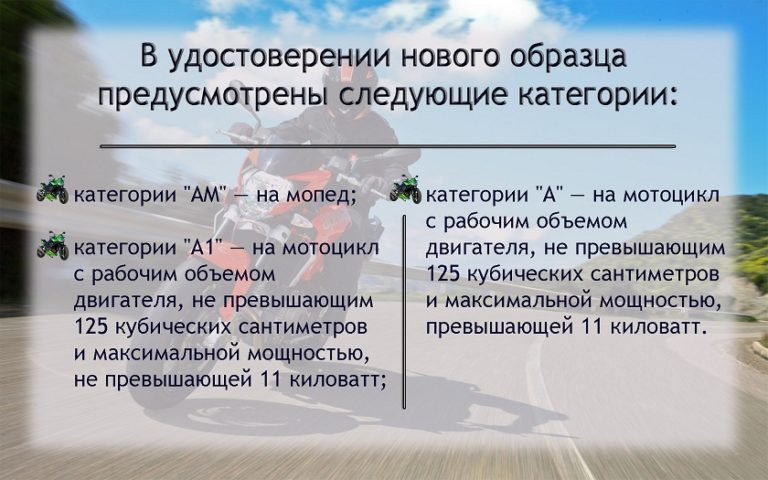 В удостоверении нового образца
предусмотрены следующие категории:
категории "АМ" — на мопед;
категории "А1" — на мотоцикл
с рабочим объемом
двигателя, не превышающим
125 кубических сантиметров
и максимальной мощностью,
не превышающей 11 киловатт;
категории "А" — на мотоцикл
с рабочим объемом
двигателя, не превышающим
125 кубических сантиметров
и максимальной мощностью,
превышающей 11 киловатт.